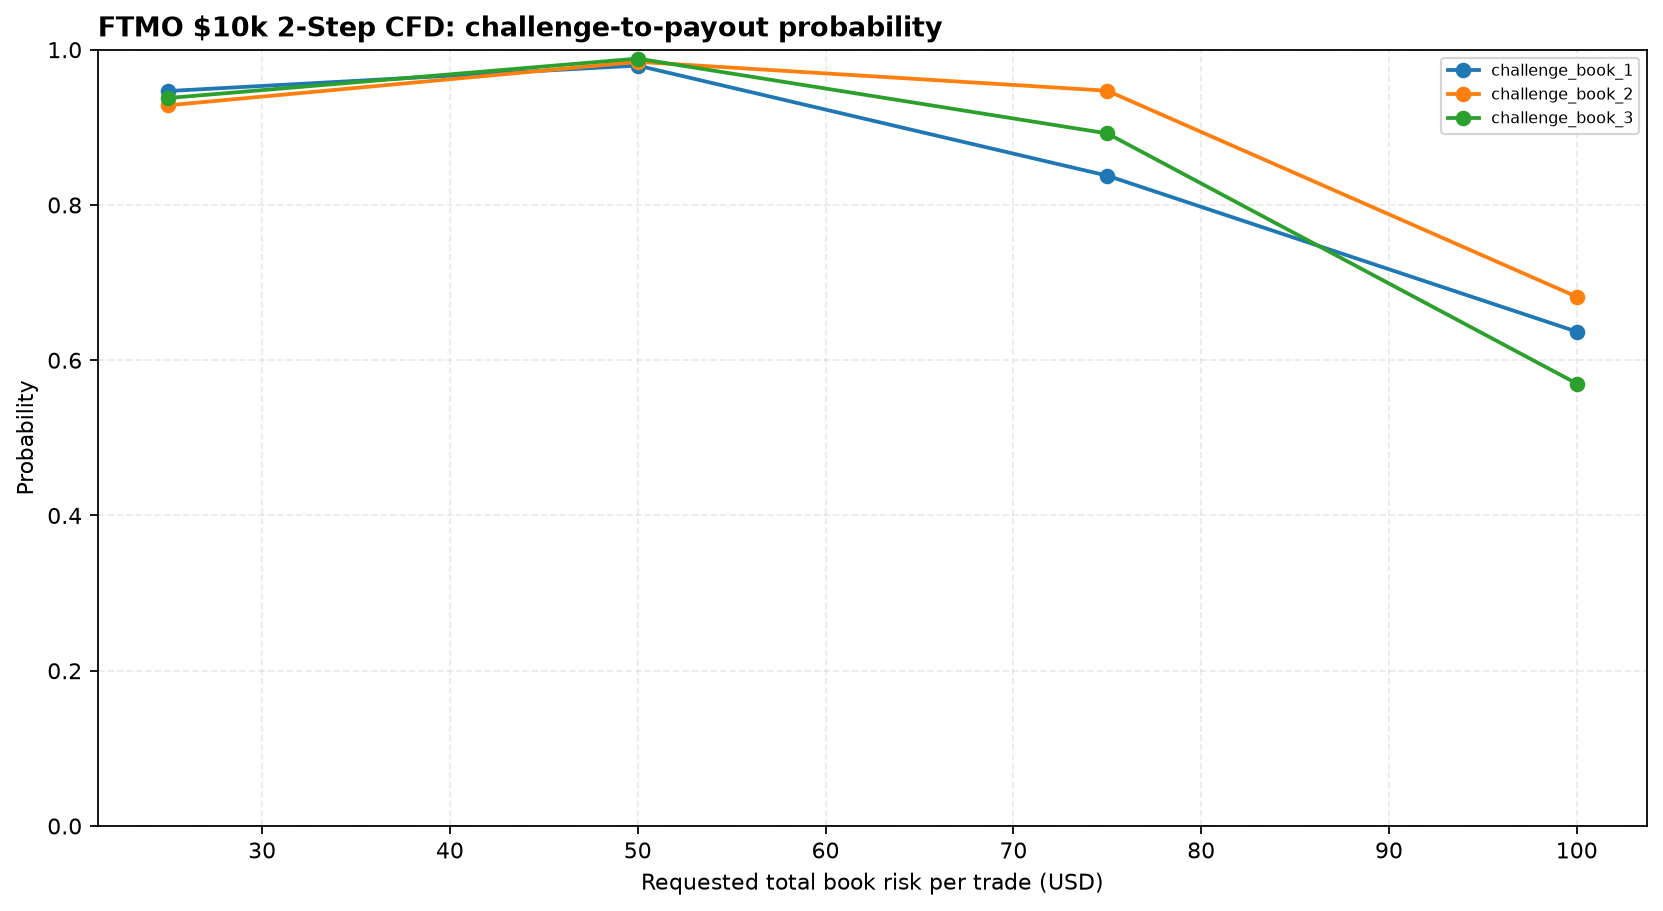 FTMO $10k 2-Step CFD: challenge-to-payout probability
1.0
0.8
0.6
0.4
0.2
0.0
Probability
challenge_book_1
challenge_book_2
challenge_book_3
30 40 50 60 70 80 90 100
Requested total book risk per trade (USD)